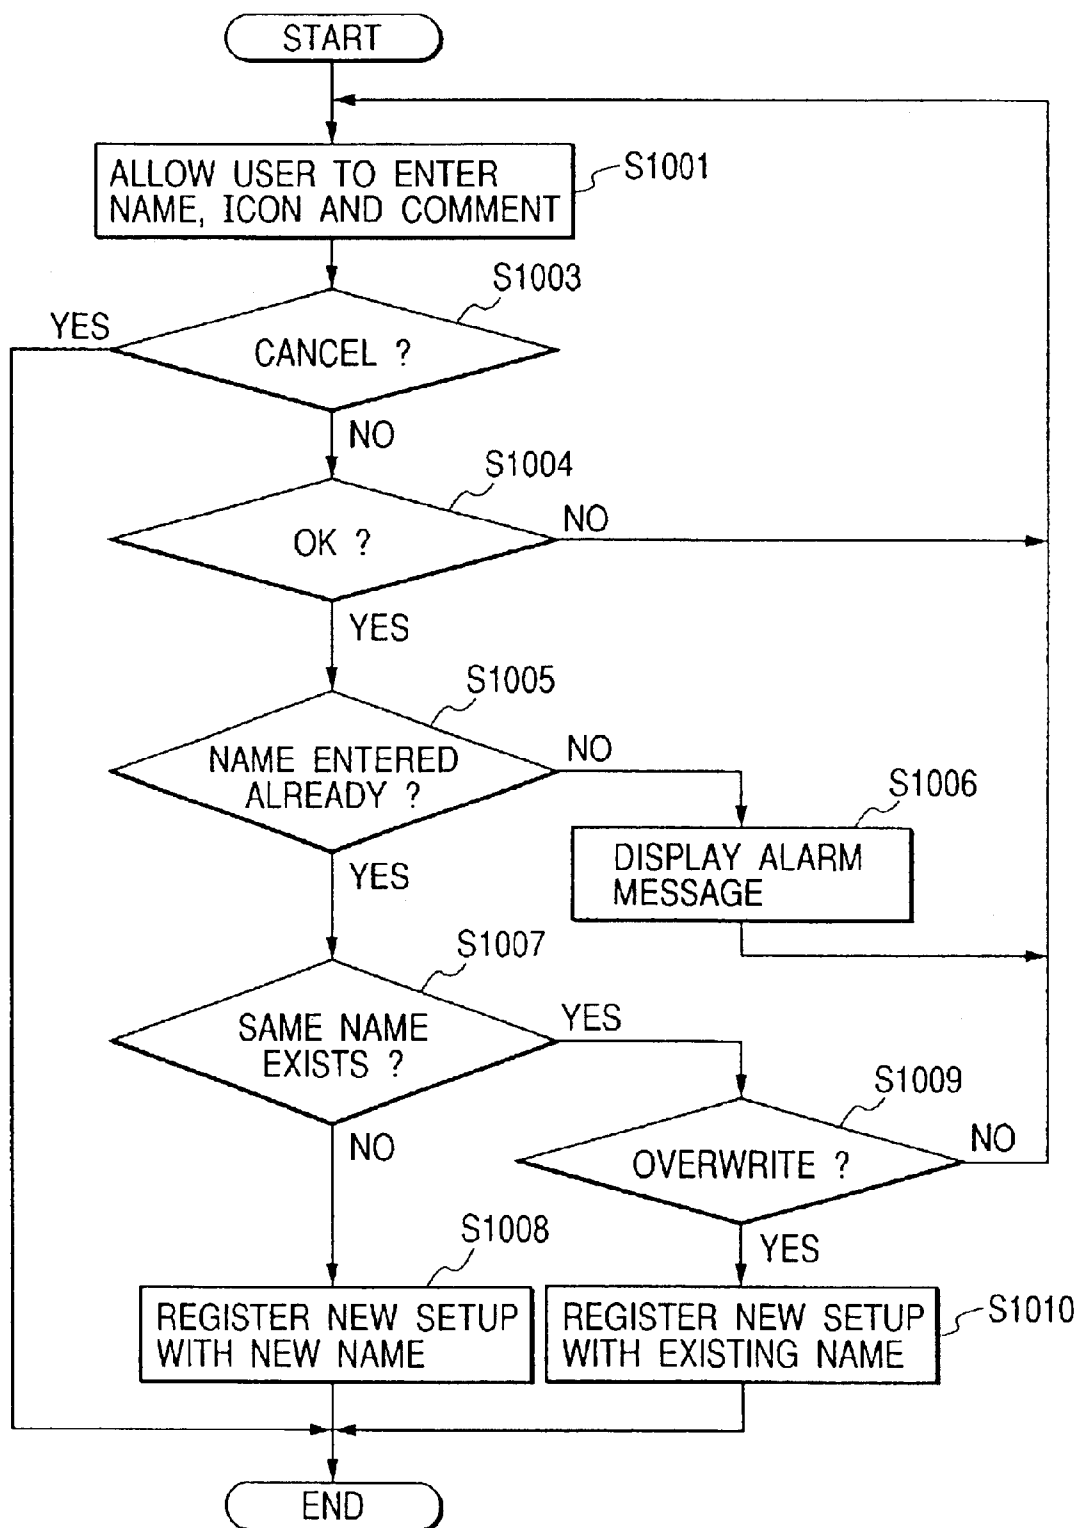 START
ALLOW USER TO ENTER
NAME, ICON AND COMMENT
S1001
S1003
YES
CANCEL ?
NO
S1004
NO
OK ?
YES
S1005
NO
NAME ENTERED
ALREADY ?
S1006
DISPLAY ALARM
MESSAGE
YES
S1007
YES
SAME NAME
EXISTS ?
S1009
NO
NO
OVERWRITE ?
S1008
YES
REGISTER NEW SETUP
WITH NEW NAME
REGISTER NEW SETUP
WITH EXISTING NAME
S1010
END